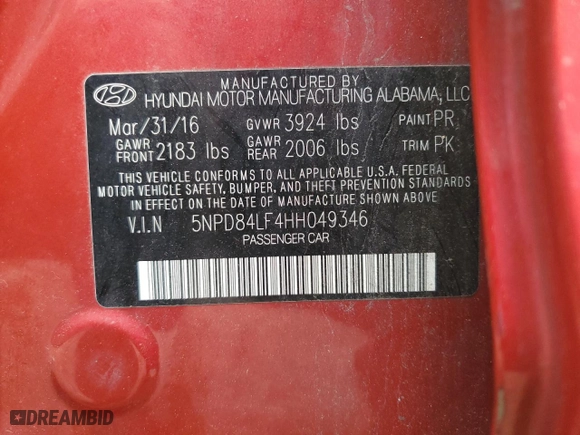 MANUFACTURED BY
HYUNDAI MOTOR MANUFACTURING ALABAMA, LLC
Mar/31/16 GVWR 3924 lbs PAINT PR
GAWR FRONT 2183 lbs GAWR REAR 2006 lbs TRIM PK
THIS VEHICLE CONFORMS TO ALL APPLICABLE U.S.A. FEDERAL
MOTOR VEHICLE SAFETY, BUMPER, AND THEFT PREVENTION STANDARDS
IN EFFECT ON THE DATE OF MANUFACTURE SHOWN ABOVE.
V.I.N 5NPD84LF4HH049346
PASSENGER CAR
DREAMBID